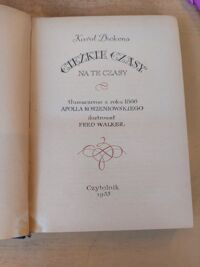 Karol Dickens
CIĘŻKIE CZASY
NA TE CZASY
tłumaczenie z roku 1866
APOLLA KORZENIOWSKIEGO
ilustrował
FRED WALKER
Czytelnik
1955